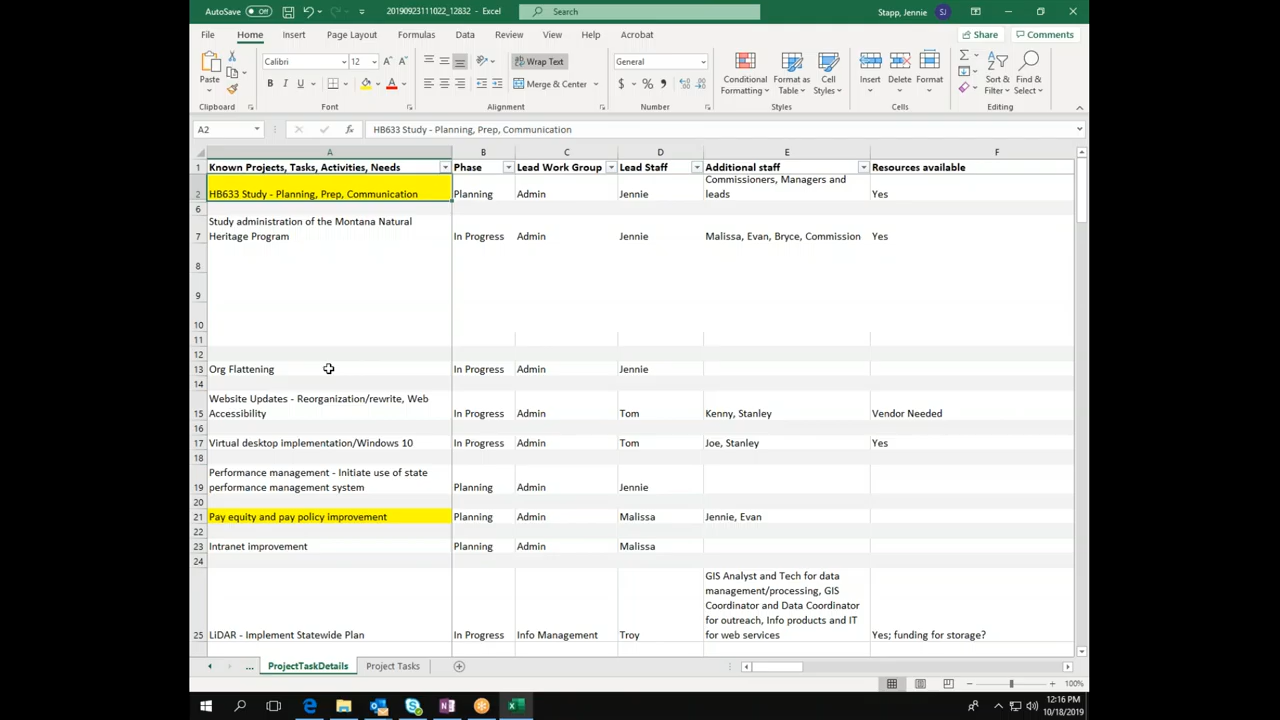 AutoSave Off 20190923111022_12832 - Excel Search Stapp, Jennie SJ
File Home Insert Page Layout Formulas Data Review View Help Acrobat Share Comments
Calibri 12 Wrap Text General
Paste B I U Merge & Center $ % Conditional Formatting Format as Table Cell Styles Insert Delete Format Sort & Filter Find & Select
Clipboard Font Alignment Number Styles Cells Editing
A2 fx HB633 Study - Planning, Prep, Communication
A B C D E F
1 Known Projects, Tasks, Activities, Needs Phase Lead Work Group Lead Staff Additional staff Resources available
Commissioners, Managers and
2 HB633 Study - Planning, Prep, Communication Planning Admin Jennie leads Yes
6
Study administration of the Montana Natural
7 Heritage Program In Progress Admin Jennie Malissa, Evan, Bryce, Commission Yes
8
9
10
11
12
13 Org Flattening In Progress Admin Jennie
14
Website Updates - Reorganization/rewrite, Web
15 Accessibility In Progress Admin Tom Kenny, Stanley Vendor Needed
16
17 Virtual desktop implementation/Windows 10 In Progress Admin Tom Joe, Stanley Yes
18
Performance management - Initiate use of state
19 performance management system Planning Admin Jennie
20
21 Pay equity and pay policy improvement Planning Admin Malissa Jennie, Evan
22
23 Intranet improvement Planning Admin Malissa
24
GIS Analyst and Tech for data
management/processing, GIS
Coordinator and Data Coordinator
for outreach, Info products and IT
25 LiDAR - Implement Statewide Plan In Progress Info Management Troy for web services Yes; funding for storage?
... ProjectTaskDetails Project Tasks
100%
12:16 PM
10/18/2019